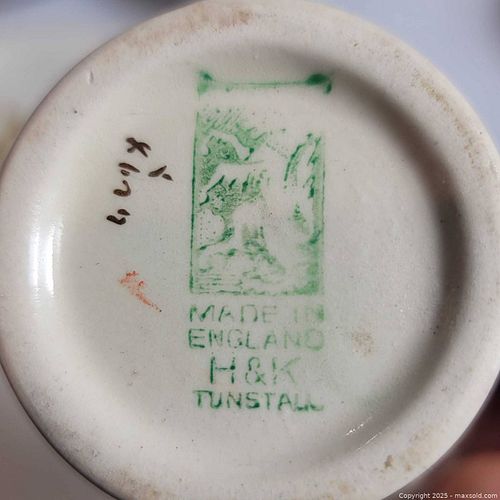 MADE IN
ENGLAND
H&K
TUNSTALL
Copyright 2025 - maxsold.com